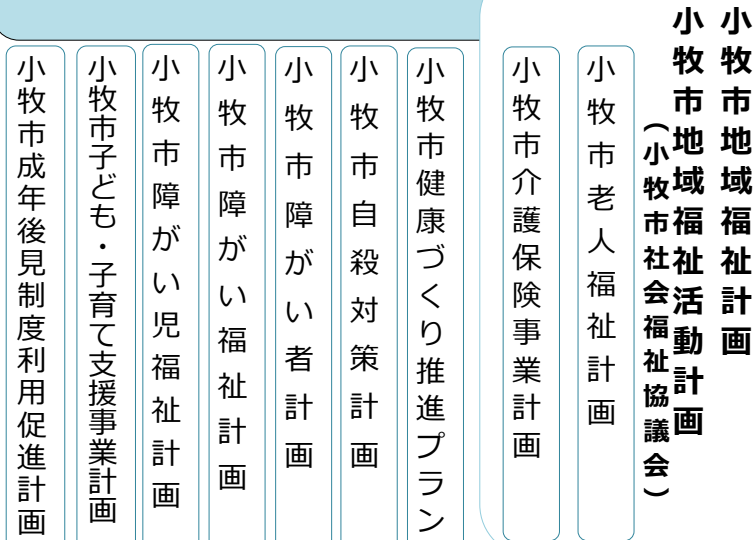 小牧市地域福祉計画
小牧市地域福祉活動計画
（小牧市社会福祉協議会）
小牧市老人福祉計画
小牧市介護保険事業計画
小牧市健康づくり推進プラン
小牧市自殺対策計画
小牧市障がい者計画
小牧市障がい福祉計画
小牧市障がい児福祉計画
小牧市子ども・子育て支援事業計画
小牧市成年後見制度利用促進計画